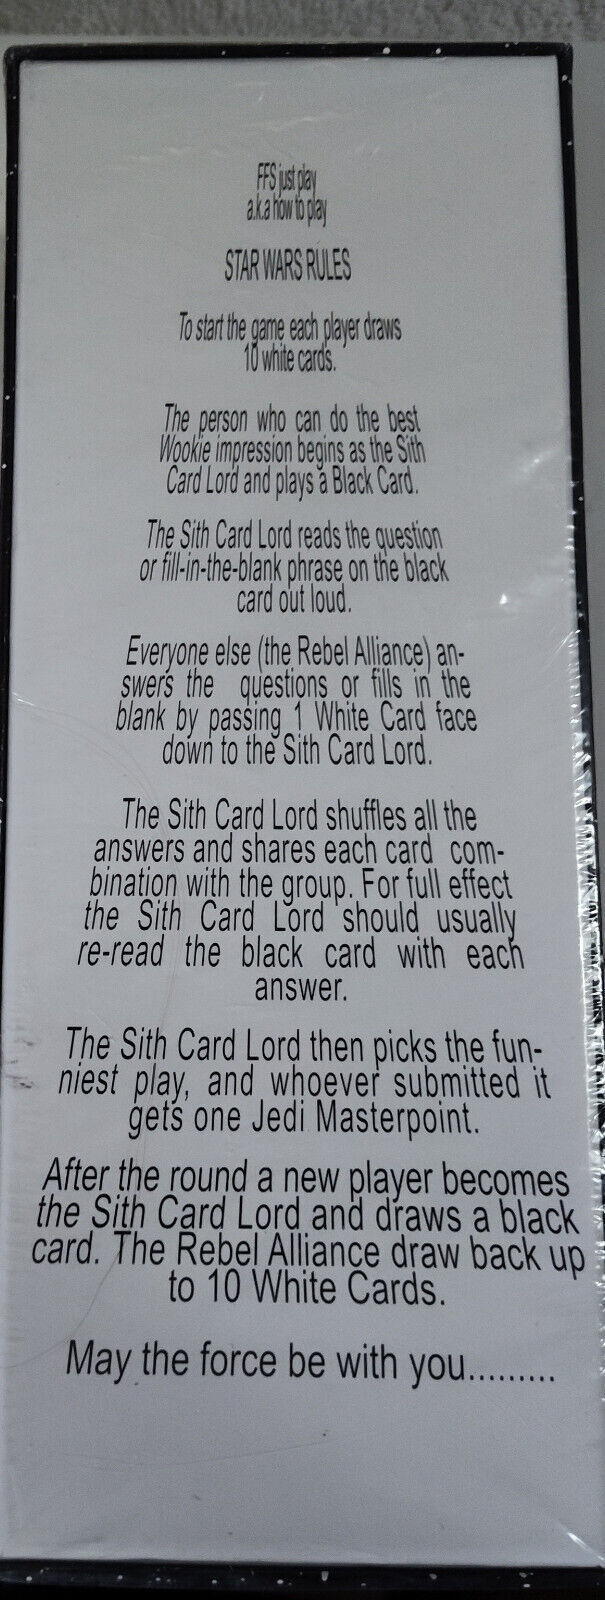 FFS just play
a.k.a how to play
STAR WARS RULES
To start the game each player draws
10 white cards.
The person who can do the best
Wookie impression begins as the Sith
Card Lord and plays a Black Card.
The Sith Card Lord reads the question
or fill-in-the-blank phrase on the black
card out loud.
Everyone else (the Rebel Alliance) an-
swers the questions or fills in the
blank by passing 1 White Card face
down to the Sith Card Lord.
The Sith Card Lord shuffles all the
answers and shares each card com-
bination with the group. For full effect
the Sith Card Lord should usually
re-read the black card with each
answer.
The Sith Card Lord then picks the fun-
niest play, and whoever submitted it
gets one Jedi Masterpoint.
After the round a new player becomes
the Sith Card Lord and draws a black
card. The Rebel Alliance draw back up
to 10 White Cards.
May the force be with you.........